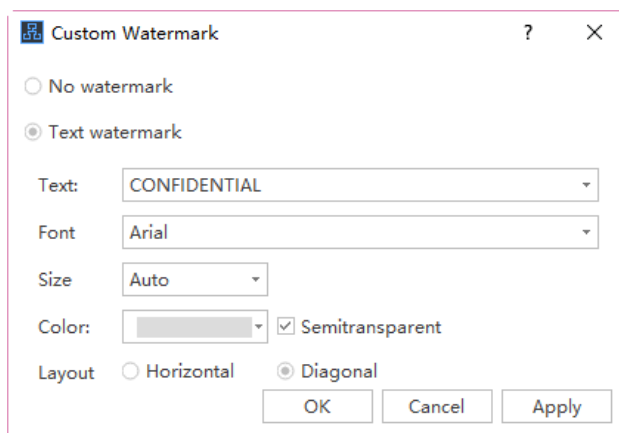 Custom Watermark ?
No watermark
Text watermark
Text: CONFIDENTIAL
Font Arial
Size Auto
Color: Semitransparent
Layout Horizontal Diagonal
OK Cancel Apply